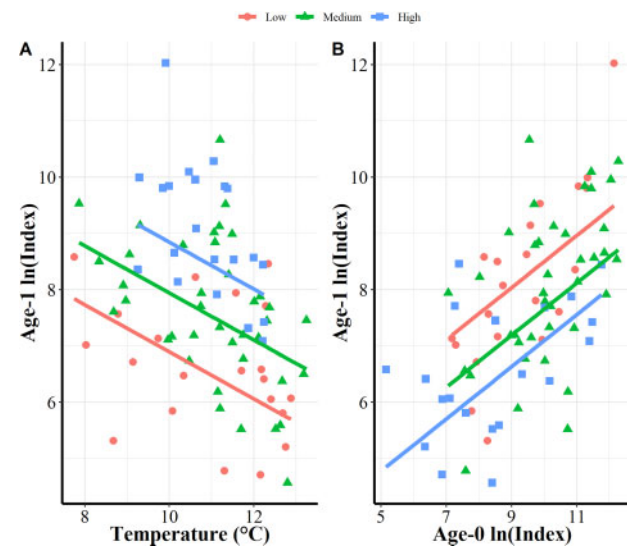 Low Medium High
A
B
12
10
8
6
Age-1 ln(Index)
8 10 12
Temperature (°C)
12
10
8
6
Age-1 ln(Index)
5 7 9 11
Age-0 ln(Index)